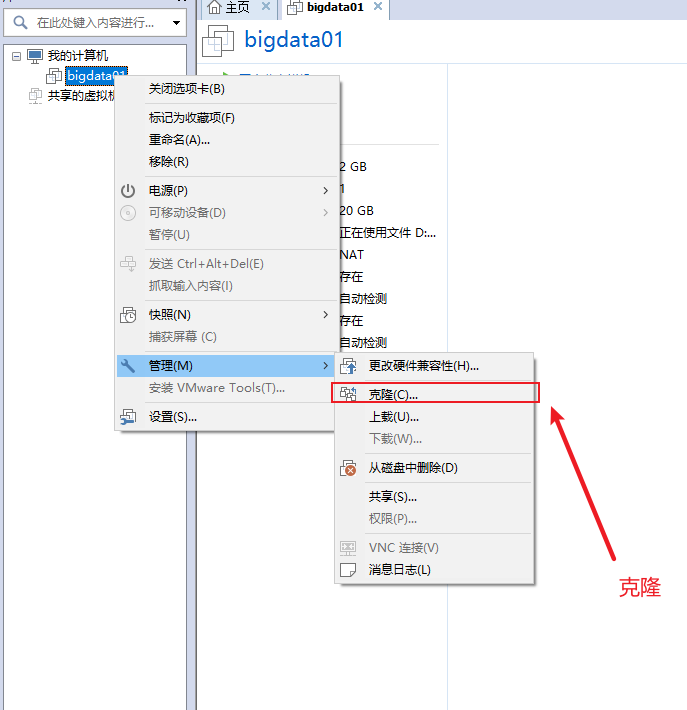 主页
bigdata01
在此处键入内容进行...
bigdata01
我的计算机
bigdata01
共享的虚拟机
关闭选项卡(B)
标记为收藏项(F)
重命名(A)...
移除(R)
2 GB
电源(P)
1
可移动设备(D)
20 GB
暂停(U)
正在使用文件 D:...
NAT
发送 Ctrl+Alt+Del(E)
存在
抓取输入内容(I)
自动检测
快照(N)
存在
捕获屏幕 (C)
自动检测
管理(M)
安装 VMware Tools(T)...
设置(S)...
更改硬件兼容性(H)...
克隆(C)...
上载(U)...
下载(W)...
从磁盘中删除(D)
共享(S)...
权限(P)...
VNC 连接(V)
消息日志(L)
克隆